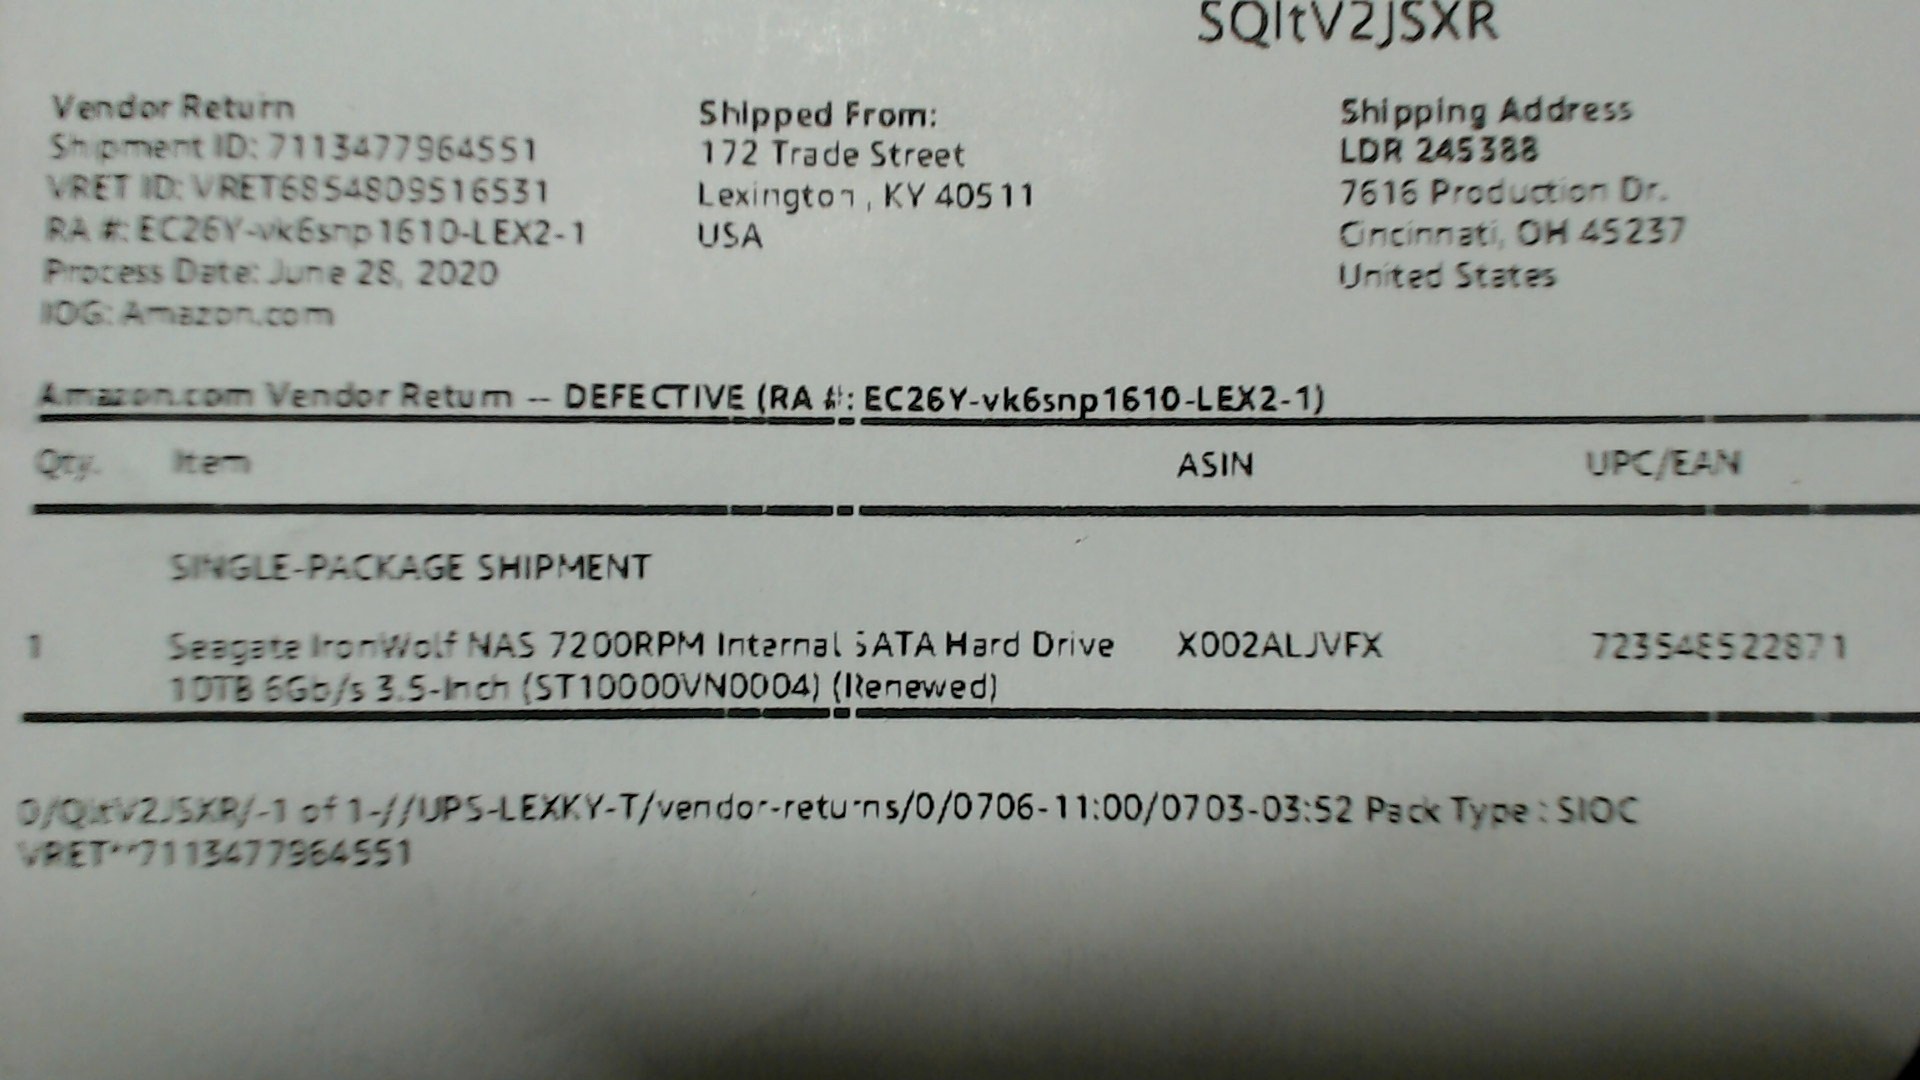 SQltV2JSXR
Vendor Return
Shipment ID: 7113477964551
VRET ID: VRET6854809516531
RA #: EC26Y-vk6snp1610-LEX2-1
Process Date: June 28, 2020
IOG: Amazon.com
Shipped From:
172 Trade Street
Lexington , KY 40511
USA
Shipping Address
LDR 245388
7616 Production Dr.
Cincinnati, OH 45237
United States
Amazon.com Vendor Return -- DEFECTIVE (RA #: EC26Y-vk6snp1610-LEX2-1)
Qty. Item ASIN UPC/EAN
SINGLE-PACKAGE SHIPMENT
1 Seagate IronWolf NAS 7200RPM Internal SATA Hard Drive X002ALJVFX 723548522871
10TB 6Gb/s 3.5-Inch (ST10000VN0004) (Renewed)
0/QltV2JSXR/-1 of 1-//UPS-LEXKY-T/vendor-returns/0/0706-11:00/0703-03:52 Pack Type : SIOC
VRET**7113477964551